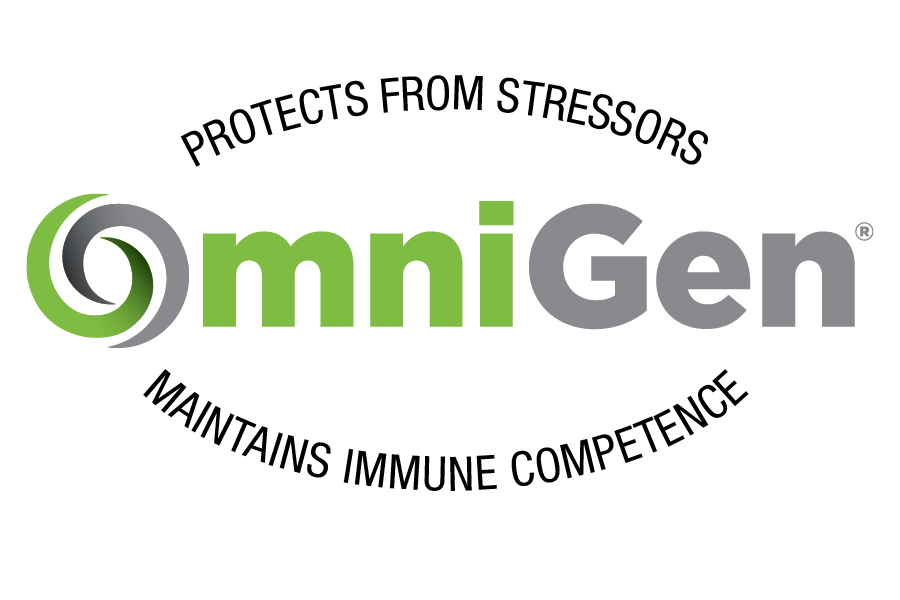 PROTECTS FROM STRESSORS
OmniGen®
MAINTAINS IMMUNE COMPETENCE